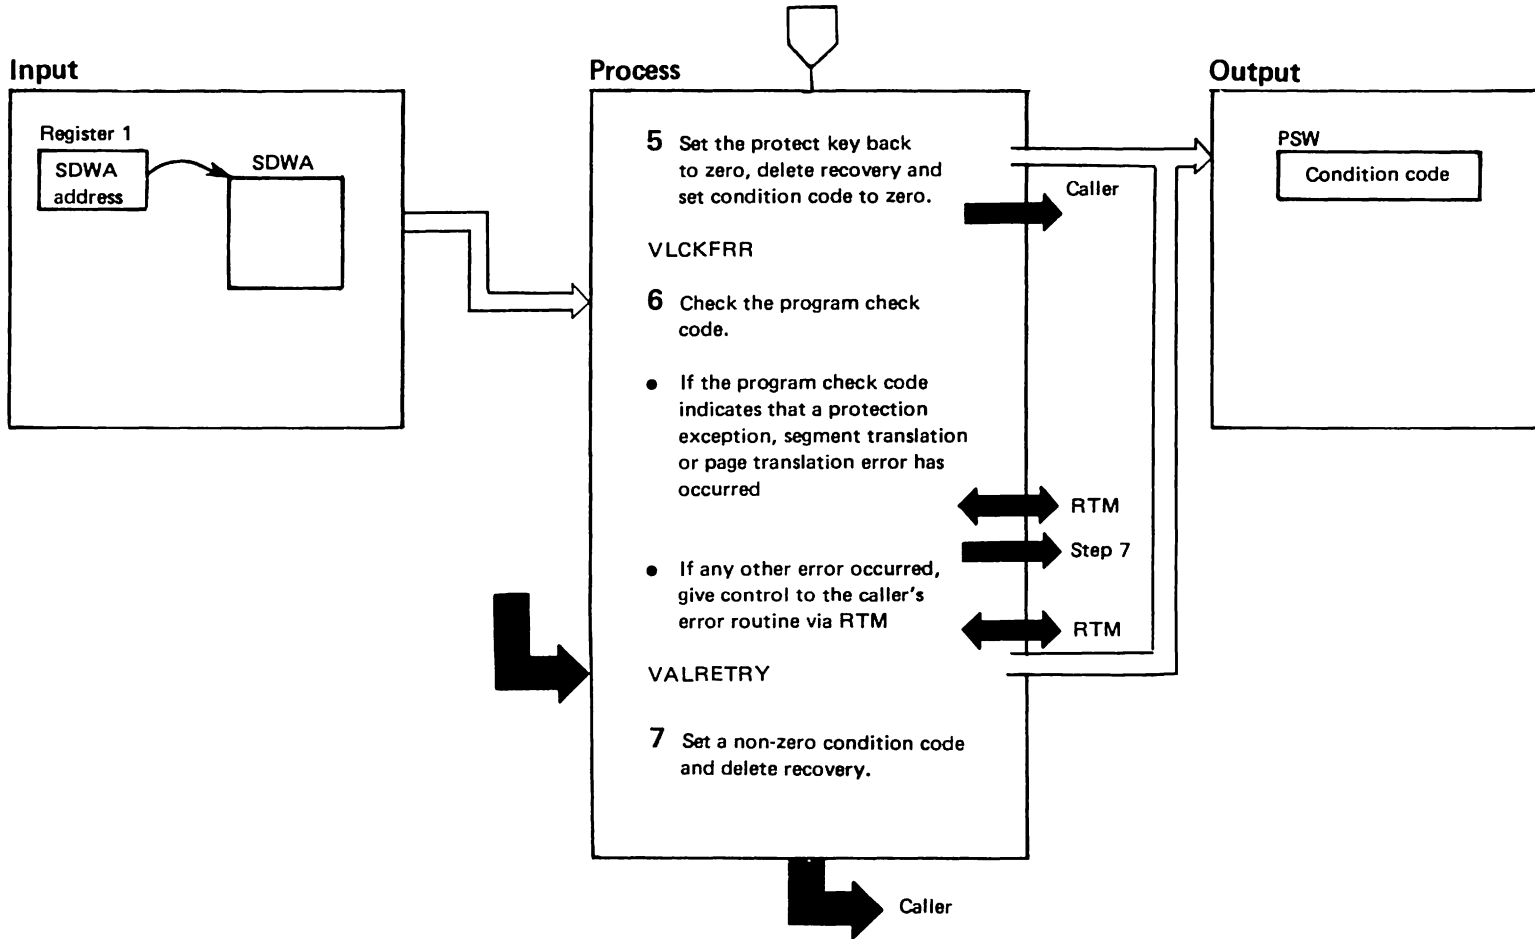 Input
Register 1
SDWA
address
SDWA
Process
5 Set the protect key back
to zero, delete recovery and
set condition code to zero.
Caller
VLCKFRR
6 Check the program check
code.
• If the program check code
indicates that a protection
exception, segment translation
or page translation error has
occurred
RTM
Step 7
• If any other error occurred,
give control to the caller's
error routine via RTM
RTM
VALRETRY
7 Set a non-zero condition code
and delete recovery.
Caller
Output
PSW
Condition code